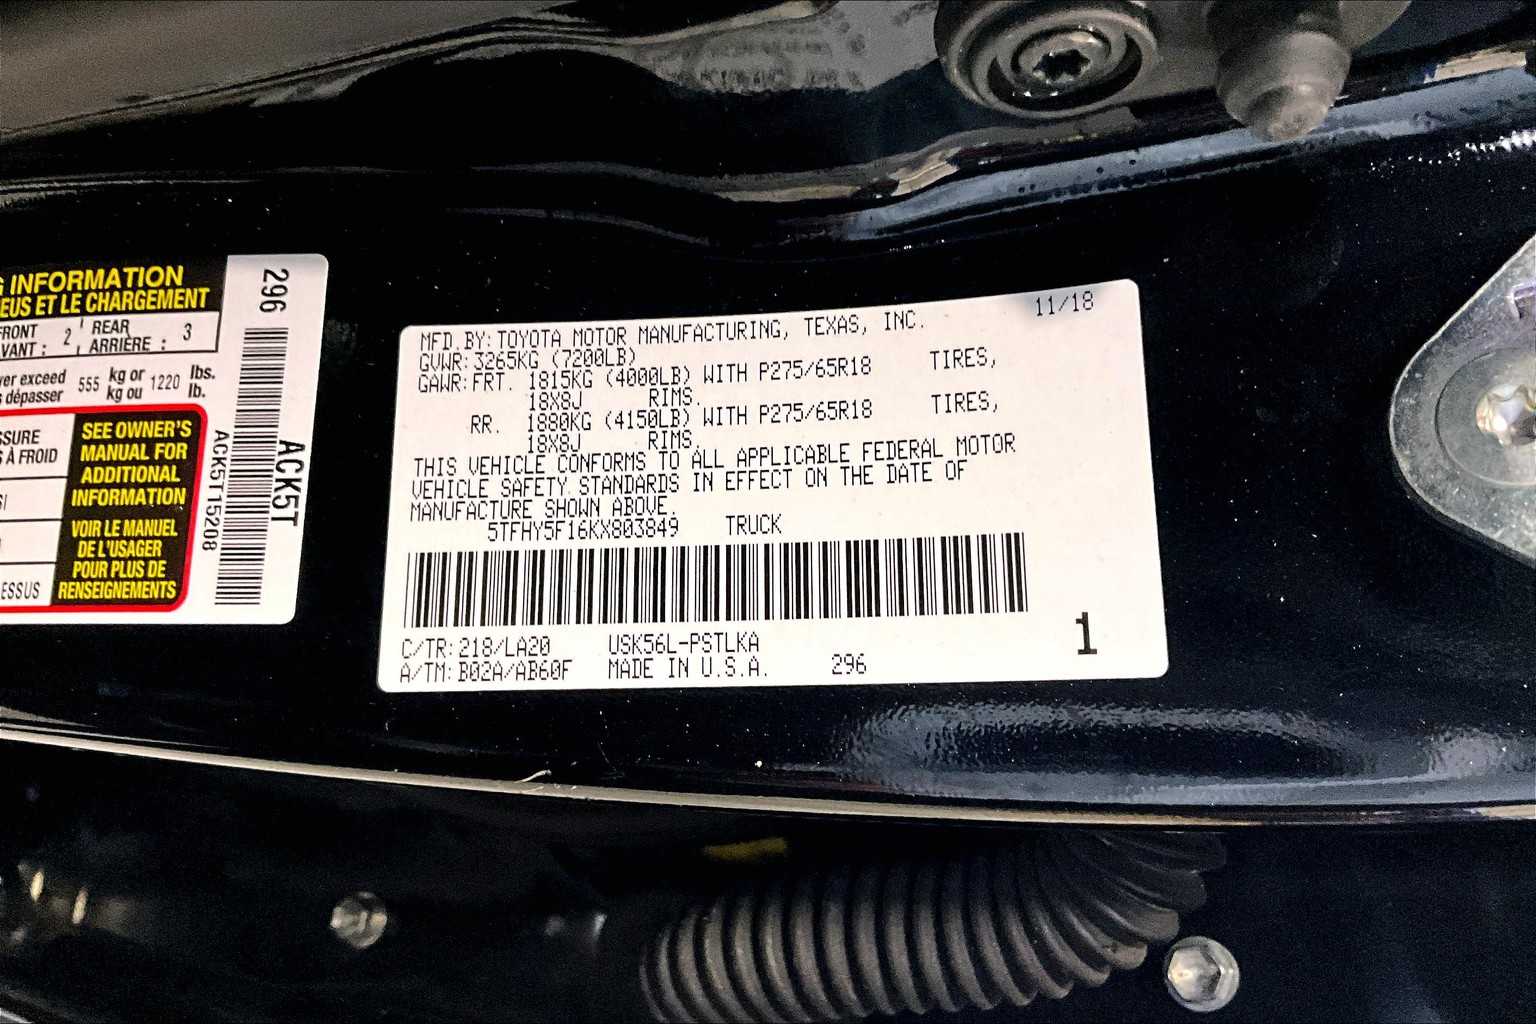 INFORMATION
EUS ET LE CHARGEMENT
FRONT 2 REAR 3
VANT : ARRIÈRE :
exceed 555 kg or 1220 lbs.
dépasser kg ou lb.
SSURE
À FROID
ESSUS
SEE OWNER'S
MANUAL FOR
ADDITIONAL
INFORMATION
VOIR LE MANUEL
DE L'USAGER
POUR PLUS DE
RENSEIGNEMENTS
296
ACK5T15208
ACK5T
11/18
MFD.BY: TOYOTA MOTOR MANUFACTURING, TEXAS, INC.
GVWR: 3265KG (7200LB)
GAWR: FRT. 1815KG (4000LB) WITH P275/65R18 TIRES,
18X8J RIMS.
RR. 1880KG (4150LB) WITH P275/65R18 TIRES,
18X8J RIMS.
THIS VEHICLE CONFORMS TO ALL APPLICABLE FEDERAL MOTOR
VEHICLE SAFETY STANDARDS IN EFFECT ON THE DATE OF
MANUFACTURE SHOWN ABOVE.
5TFHY5F16KX803849 TRUCK
C/TR: 218/LA20 USK56L-PSTLKA
A/TM: B02A/AB60F MADE IN U.S.A. 296
1